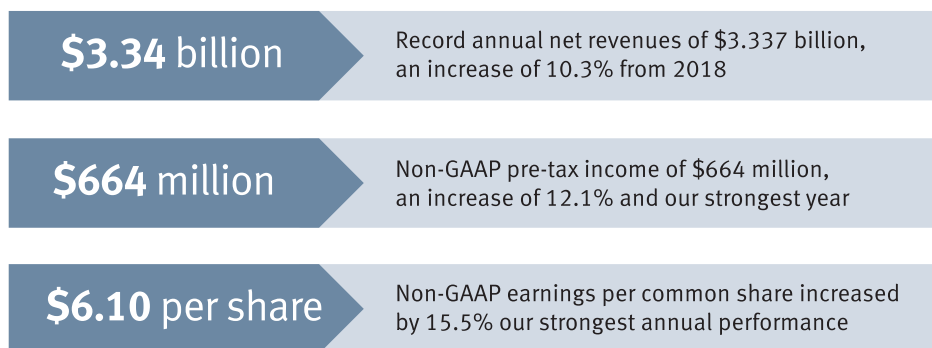 $3.34 billion
Record annual net revenues of $3.337 billion,
an increase of 10.3% from 2018
$664 million
Non-GAAP pre-tax income of $664 million,
an increase of 12.1% and our strongest year
$6.10 per share
Non-GAAP earnings per common share increased
by 15.5% our strongest annual performance